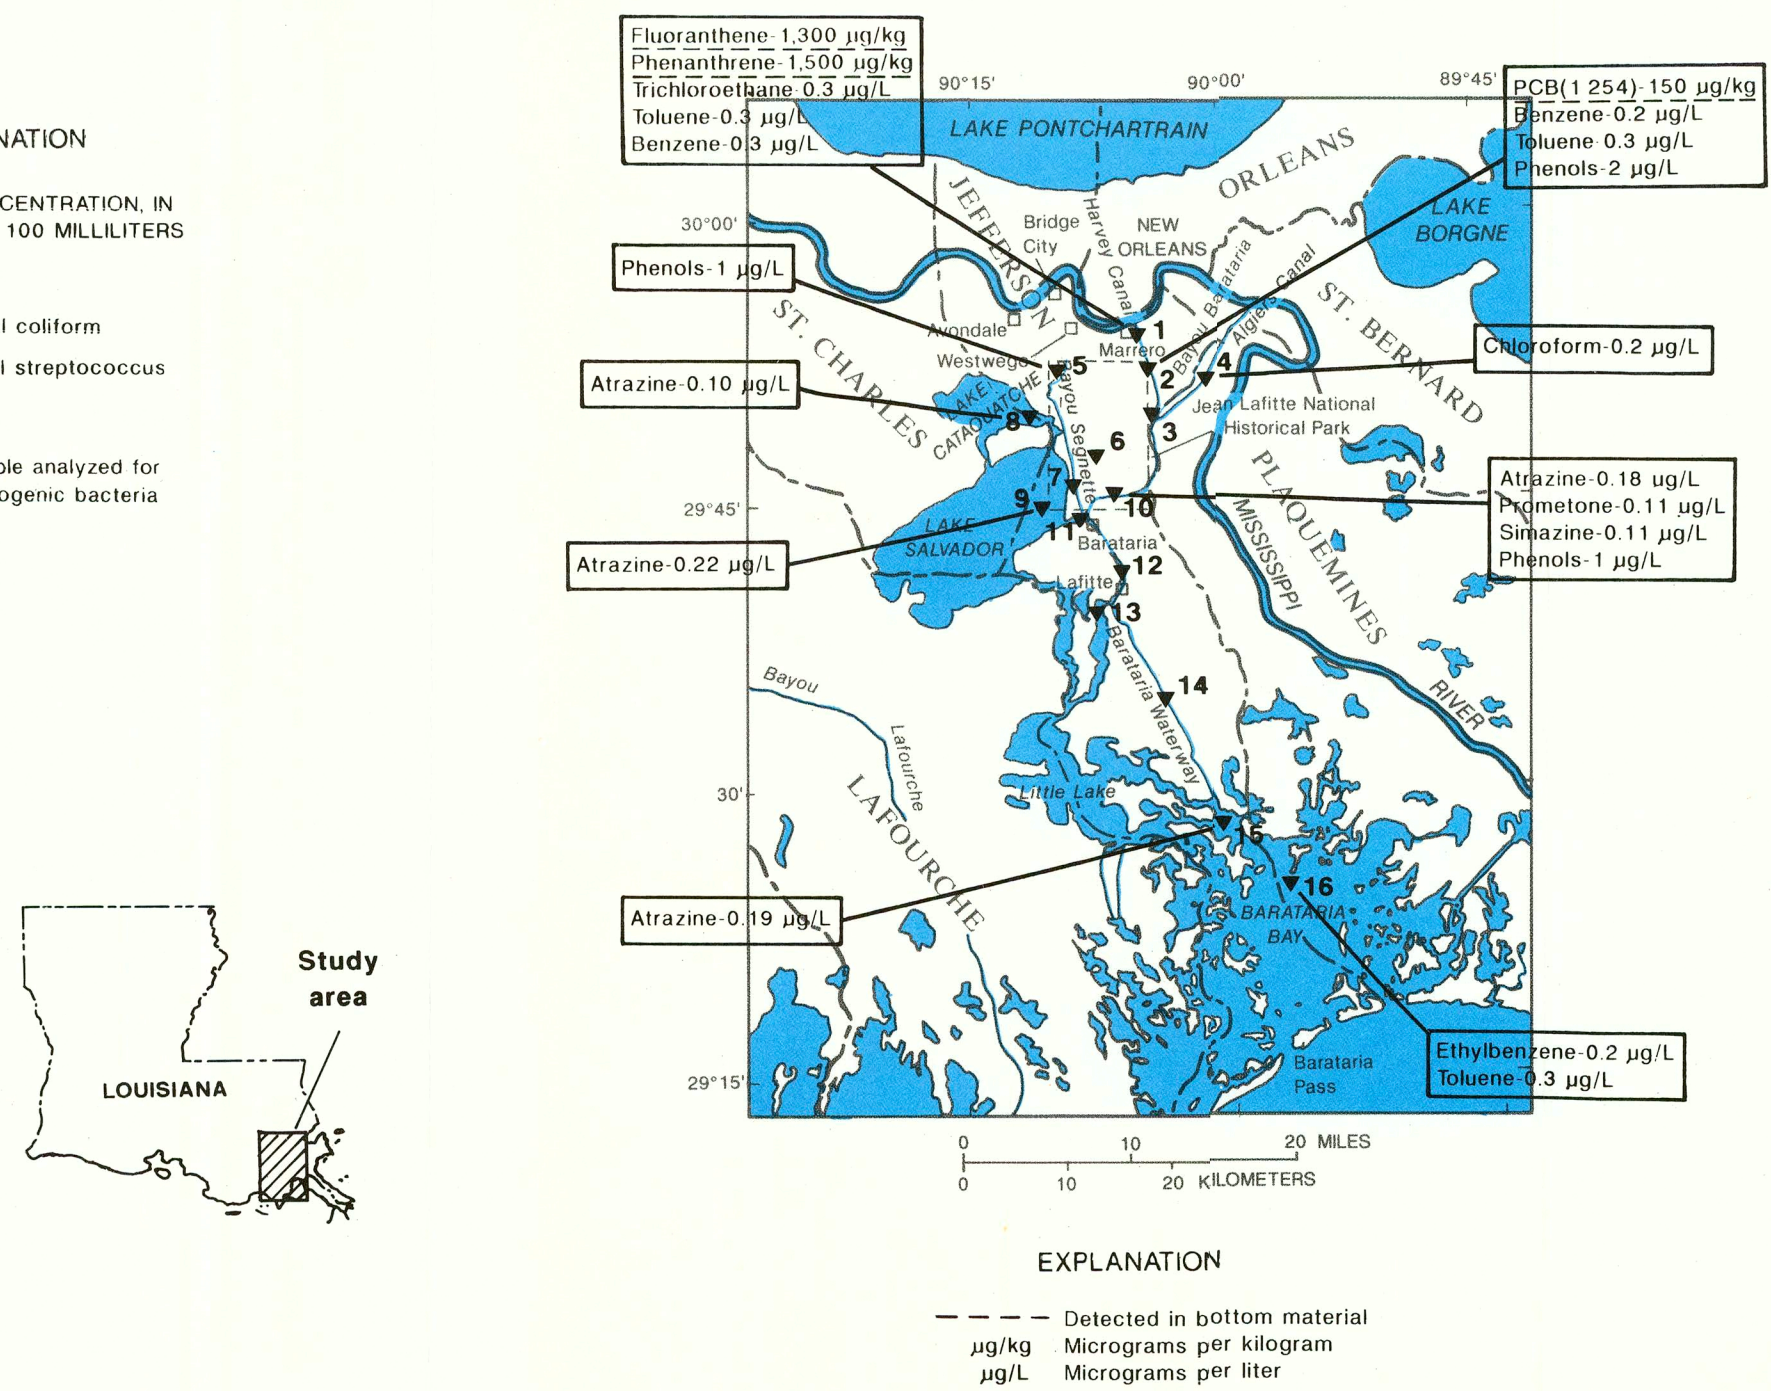 NATION
CENTRATION, IN
100 MILLILITERS
l coliform
l streptococcus
ole analyzed for
ogenic bacteria
Fluoranthene-1,300 µg/kg
Phenanthrene-1,500 µg/kg
Trichloroethane-0.3 µg/L
Toluene-0.3 µg/L
Benzene-0.3 µg/L
PCB(1 254)-150 µg/kg
Benzene-0.2 µg/L
Toluene-0.3 µg/L
Phenols-2 µg/L
90°15'
90°00'
89°45'
LAKE PONTCHARTRAIN
ORLEANS
JEFFERSON
LAKE
BORGNE
30°00'
Bridge
City
Harvey Canal
NEW
ORLEANS
Bayou Barataria
Algiers Canal
Phenols-1 µg/L
ST. CHARLES
ST. BERNARD
Avondale
1
Marrero
Westwego
5
2
4
Chloroform-0.2 µg/L
Atrazine-0.10 µg/L
LAKE
CATAOUATCHE
8
Bayou Segnette
3
Jean Lafitte National
Historical Park
6
PLAQUEMINES
7
9
10
Atrazine-0.18 µg/L
Prometone-0.11 µg/L
Simazine-0.11 µg/L
Phenols-1 µg/L
29°45'
LAKE
SALVADOR
11
Barataria
MISSISSIPPI
RIVER
Atrazine-0.22 µg/L
12
Lafitte
13
Barataria Waterway
14
Bayou
Lafourche
LAFOURCHE
30'
Little Lake
15
16
Atrazine-0.19 µg/L
BARATARIA
BAY
Ethylbenzene-0.2 µg/L
Toluene-0.3 µg/L
Barataria
Pass
29°15'
Study
area
LOUISIANA
0 10 20 MILES
0 10 20 KILOMETERS
EXPLANATION
Detected in bottom material
µg/kg Micrograms per kilogram
µg/L Micrograms per liter